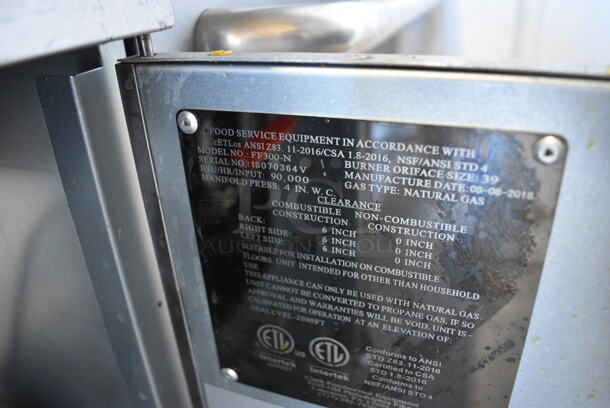 FOOD SERVICE EQUIPMENT IN ACCORDANCE WITH
cETLus ANSI Z83. 11-2016/CSA 1.8-2016, NSF/ANSI STD 4
MODEL NO.: FF300-N BURNER ORIFACE SIZE: 39
SERIAL NO.: 18070364V MANUFACTURE DATE: 08-08-2018
BTU/HR/INPUT: 90,000 GAS TYPE: NATURAL GAS
MANIFOLD PRESS: 4 IN. W. C.
CLEARANCE
COMBUSTIBLE NON-COMBUSTIBLE
CONSTRUCTION CONSTRUCTION
BACK: 6 INCH 0 INCH
RIGHT SIDE: 6 INCH 0 INCH
LEFT SIDE: 6 INCH 0 INCH
SUITABLE FOR INSTALLATION ON COMBUSTIBLE
FLOORS. UNIT INTENDED FOR OTHER THAN HOUSEHOLD
USE.
THIS APPLIANCE CAN ONLY BE USED WITH NATURAL GAS.
UNIT CANNOT BE CONVERTED TO PROPANE GAS, IF SO
APPROVAL AND WARRANTIES WILL BE VOID. UNIT IS
CALIBRATED FOR OPERATION AT AN ELEVATION OF:
SEA LEVEL-2000FT
ETL US
Intertek
ETL
Intertek
Conforms to ANSI
STD Z83. 11-2016
Certified to CSA
STD 1.8-2016
Conforms to
NSF/ANSI STD 4